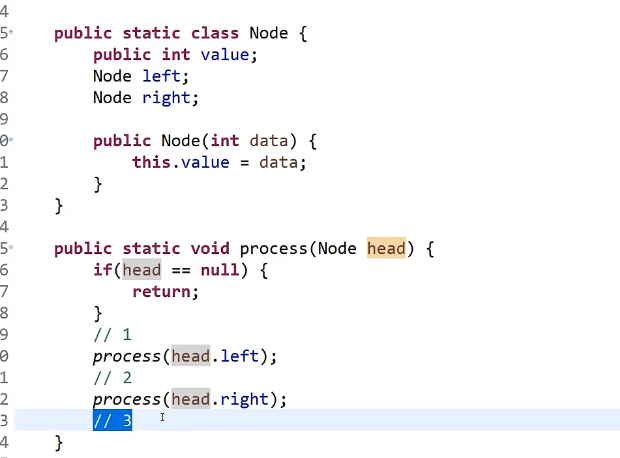 4
5 public static class Node {
6 public int value;
7 Node left;
8 Node right;
9
0 public Node(int data) {
1 this.value = data;
2 }
3 }
4
5 public static void process(Node head) {
6 if(head == null) {
7 return;
8 }
9 // 1
0 process(head.left);
1 // 2
2 process(head.right);
3 // 3
4 }